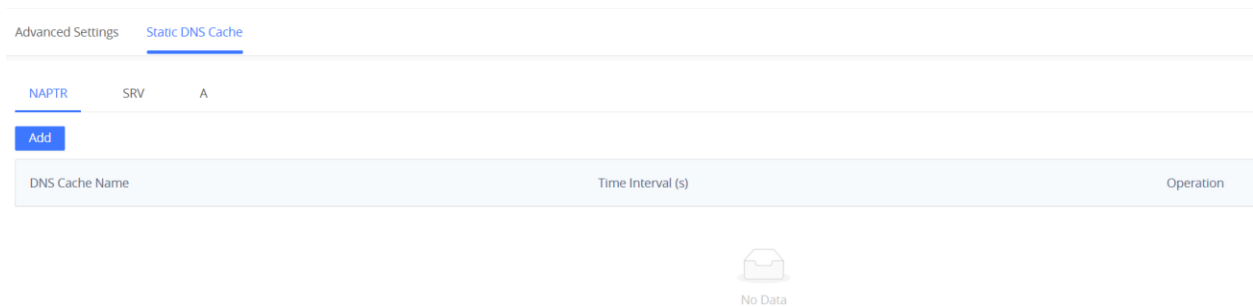 Advanced Settings Static DNS Cache
NAPTR SRV A
Add
DNS Cache Name Time Interval (s) Operation
No Data